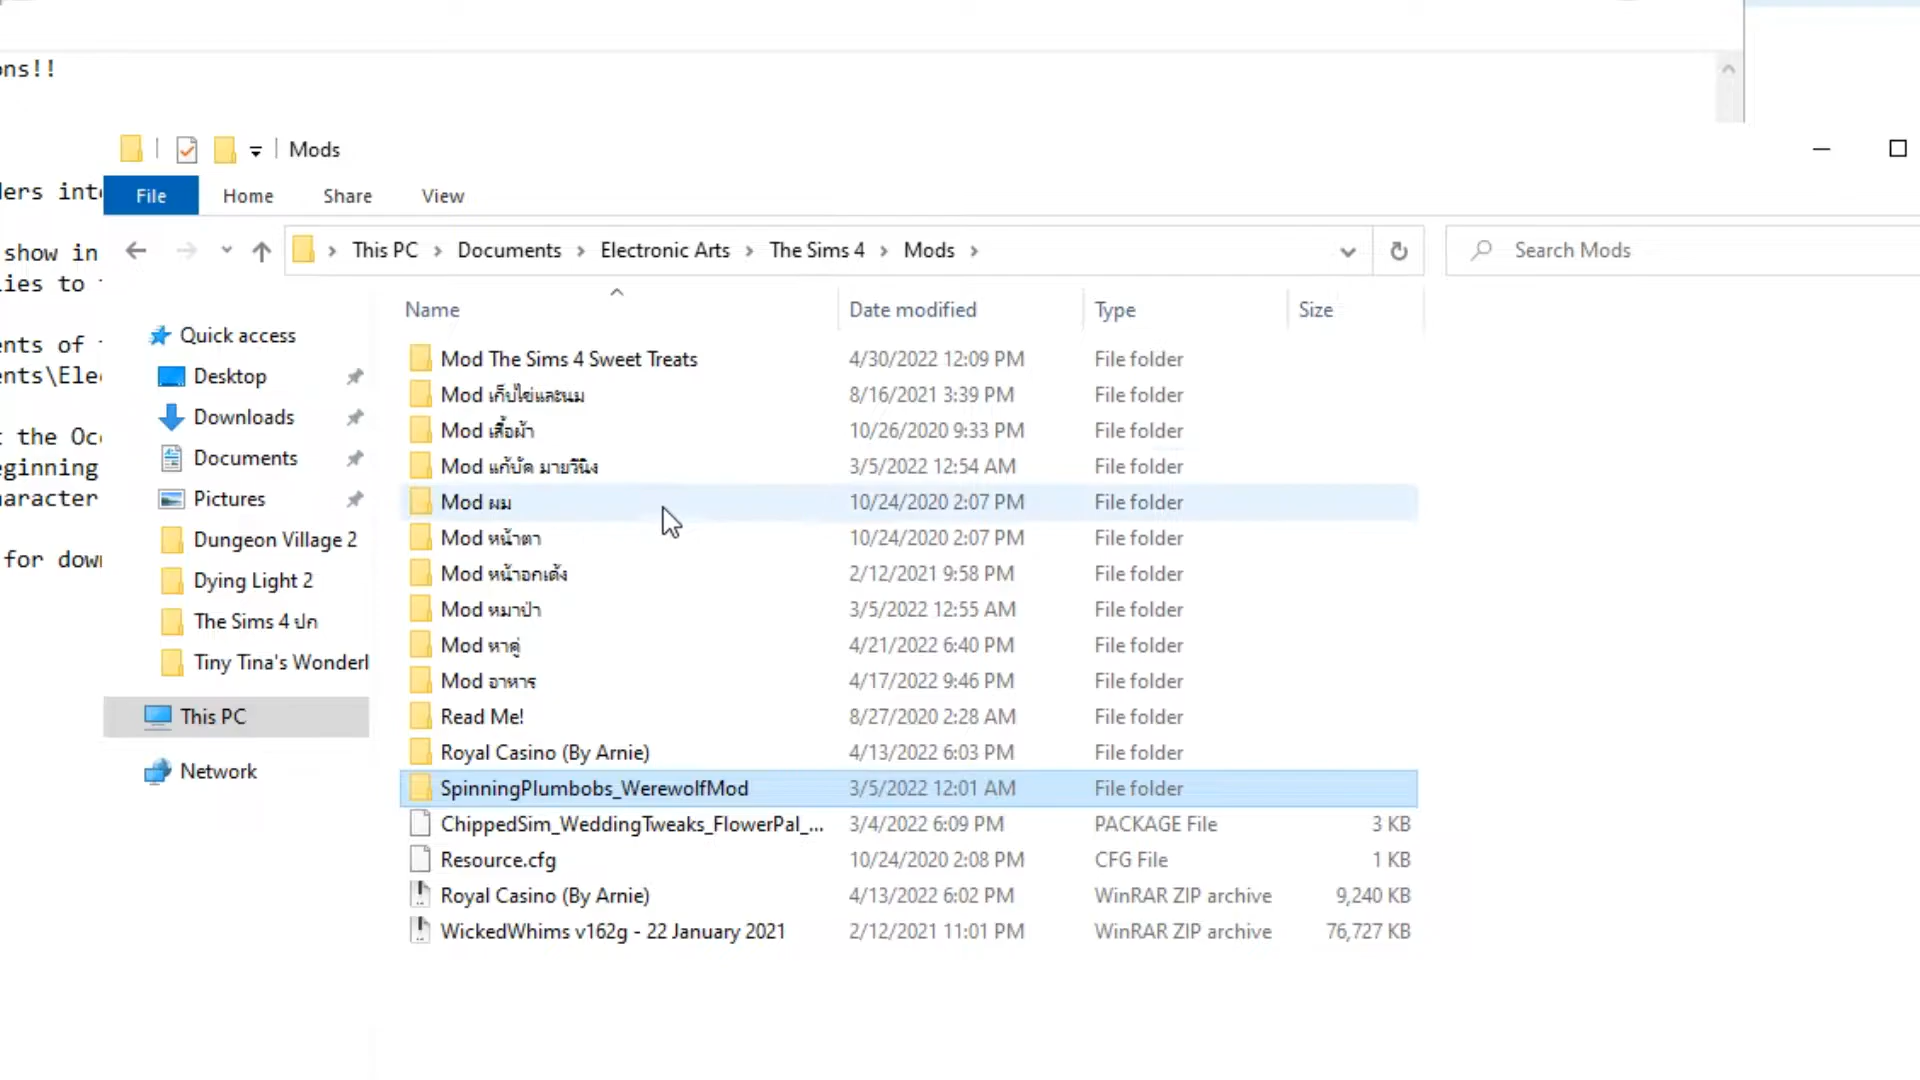 ons!!
Mods
ders int
File Home Share View
show in
This PC Documents Electronic Arts The Sims 4 Mods Search Mods
ies to
Name Date modified Type Size
Quick access
ents of
Mod The Sims 4 Sweet Treats 4/30/2022 12:09 PM File folder
Desktop
ents\Ele
Mod เก็บไข่และนม 8/16/2021 3:39 PM File folder
Downloads
Mod เสื้อผ้า 10/26/2020 9:33 PM File folder
the Oc
Documents
Mod แก้บัค มายวินิง 3/5/2022 12:54 AM File folder
eginning
Pictures
Mod ผม 10/24/2020 2:07 PM File folder
aracter
Dungeon Village 2
Mod หน้าตา 10/24/2020 2:07 PM File folder
for down
Dying Light 2
Mod หน้าอกเด้ง 2/12/2021 9:58 PM File folder
The Sims 4 ปก
Mod หมาป่า 3/5/2022 12:55 AM File folder
Mod หาคู่ 4/21/2022 6:40 PM File folder
Tiny Tina's Wonderl
Mod อาหาร 4/17/2022 9:46 PM File folder
This PC
Read Me! 8/27/2020 2:28 AM File folder
Royal Casino (By Arnie) 4/13/2022 6:03 PM File folder
Network
SpinningPlumbobs_WerewolfMod 3/5/2022 12:01 AM File folder
ChippedSim_WeddingTweaks_FlowerPal_... 3/4/2022 6:09 PM PACKAGE File 3 KB
Resource.cfg 10/24/2020 2:08 PM CFG File 1 KB
Royal Casino (By Arnie) 4/13/2022 6:02 PM WinRAR ZIP archive 9,240 KB
WickedWhims v162g - 22 January 2021 2/12/2021 11:01 PM WinRAR ZIP archive 76,727 KB